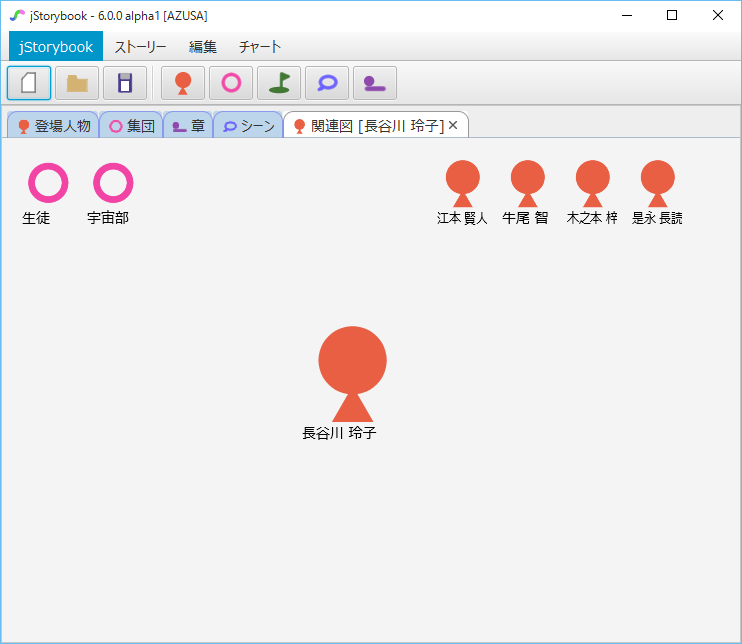 jStorybook - 6.0.0 alpha1 [AZUSA]
jStorybook ストーリー 編集 チャート
登場人物 集団 章 シーン 関連図 [長谷川 玲子]
生徒 宇宙部 江本 賢人 牛尾 智 木之本 梓 是永 長読
長谷川 玲子